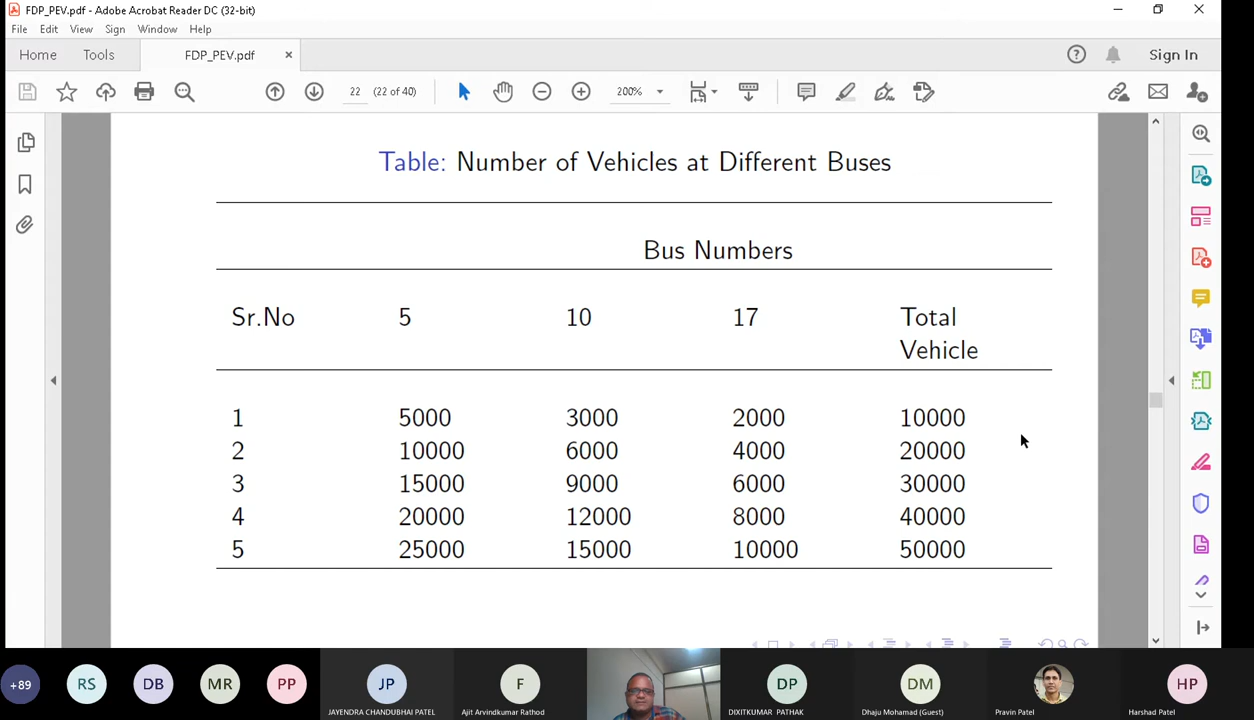 FDP_PEV.pdf - Adobe Acrobat Reader DC (32-bit)
File Edit View Sign Window Help
Home Tools FDP_PEV.pdf Sign In
22 (22 of 40) 200%
Table: Number of Vehicles at Different Buses
Bus Numbers
Sr.No 5 10 17 Total
Vehicle
1 5000 3000 2000 10000
2 10000 6000 4000 20000
3 15000 9000 6000 30000
4 20000 12000 8000 40000
5 25000 15000 10000 50000
+89 RS DB MR PP JP F DP DM HP
JAYENDRA CHANDUBHAI PATEL Ajit Arvindkumar Rathod DIXITKUMAR PATHAK Dhaju Mohamad (Guest) Pravin Patel Harshad Patel